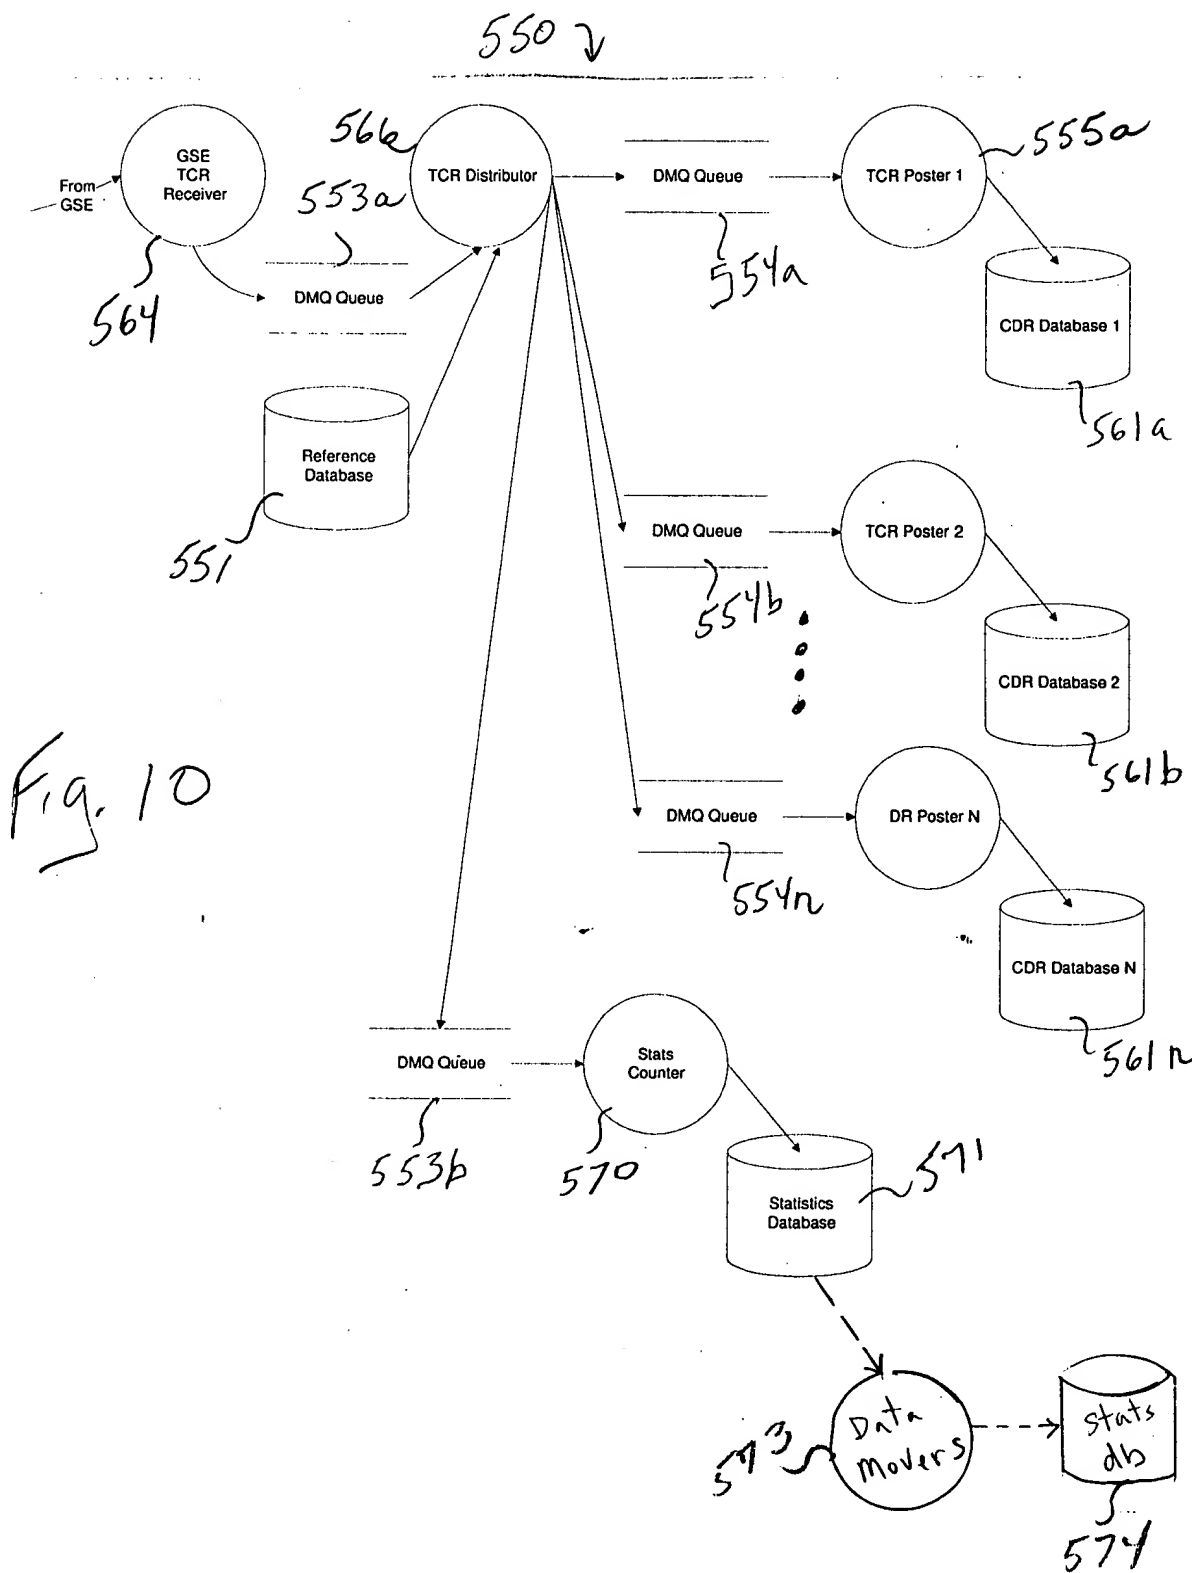 550
566
555a
GSE
TCR
Receiver
TCR Distributor
DMQ Queue
TCR Poster 1
From
GSE
553a
554a
564
DMQ Queue
CDR Database 1
561a
Reference
Database
551
DMQ Queue
TCR Poster 2
554b
CDR Database 2
561b
Fig. 10
DMQ Queue
DR Poster N
554n
CDR Database N
561n
DMQ Queue
Stats
Counter
553b
570
571
Statistics
Database
573
Data
Movers
Stats
db
574